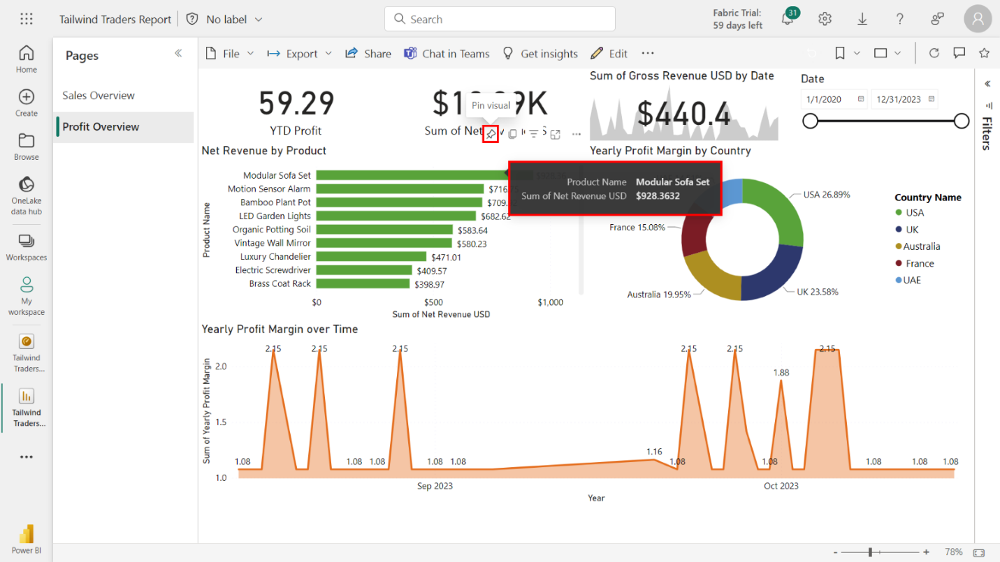 Tailwind Traders Report
No label
Search
Fabric Trial:
59 days left
31
Home
Create
Browse
OneLake
data hub
Workspaces
My
workspace
Tailwind
Traders...
Tailwind
Traders...
Power BI
Pages
Sales Overview
Profit Overview
File
Export
Share
Chat in Teams
Get insights
Edit
59.29
YTD Profit
Sum of Net
Pin visual
Sum of Gross Revenue USD by Date
$440.4
Date
1/1/2020
12/31/2023
Filters
Net Revenue by Product
Product Name
Modular Sofa Set
Motion Sensor Alarm
Bamboo Plant Pot
LED Garden Lights
$682.62
Organic Potting Soil
$583.64
Vintage Wall Mirror
$580.23
Luxury Chandelier
$471.01
Electric Screwdriver
$409.57
Brass Coat Rack
$398.97
$0
$500
$1,000
Sum of Net Revenue USD
Product Name Modular Sofa Set
Sum of Net Revenue USD $928.3632
Yearly Profit Margin by Country
USA 26.89%
UK 23.58%
Australia 19.95%
France 15.08%
Country Name
USA
UK
Australia
France
UAE
Yearly Profit Margin over Time
Sum of Yearly Profit Margin
2.0
1.5
1.0
2.15
2.15
2.15
2.15
2.15
1.88
2.15
1.08
1.08
1.08
1.08
1.08
1.16
1.08
1.08
1.08
1.08
1.08
Sep 2023
Oct 2023
Year
78%